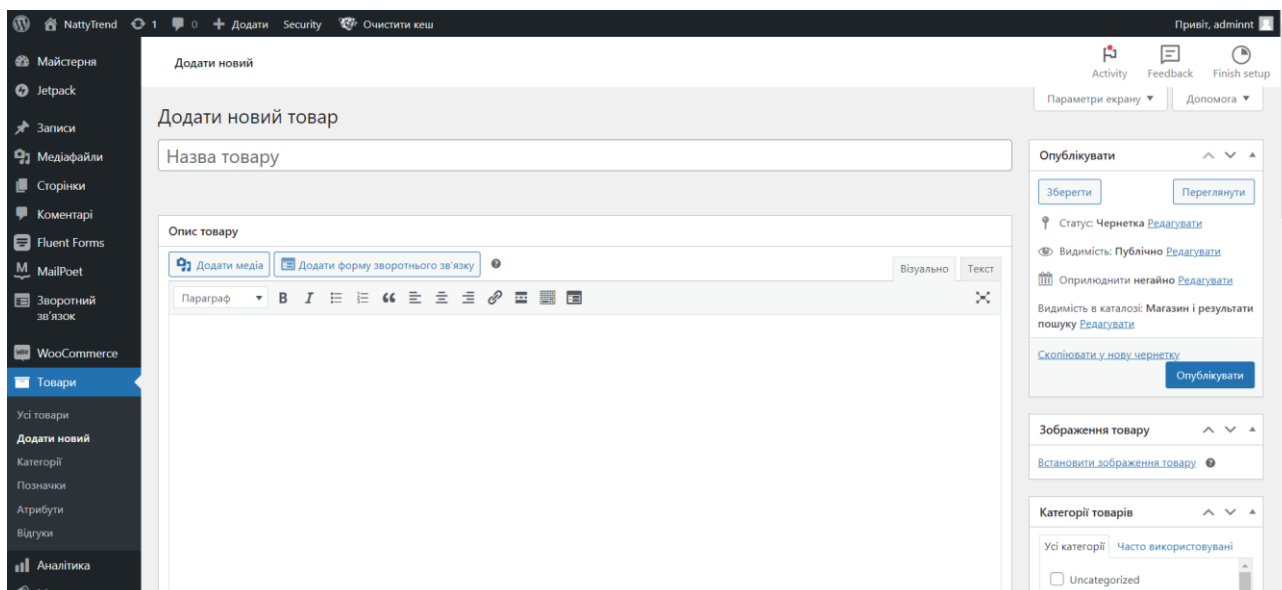 NattyTrend 1 0 Додати Security Очистити кеш Привіт, adminnt
Майстерня
Jetpack
Записи
Медіафайли
Сторінки
Коментарі
Fluent Forms
MailPoet
Зворотний
зв'язок
WooCommerce
Товари
Усі товари
Додати новий
Категорії
Позначки
Атрибути
Відгуки
Аналітика
Додати новий
Activity Feedback Finish setup
Параметри екрану Допомога
Додати новий товар
Назва товару
Опис товару
Додати медіа Додати форму зворотнього зв'язку
Візуально Текст
Параграф B I
Опублікувати
Зберегти Переглянути
Статус: Чернетка Редагувати
Видимість: Публічно Редагувати
Оприлюднити негайно Редагувати
Видимість в каталозі: Магазин і результати
пошуку Редагувати
Скопіювати у нову чернетку
Опублікувати
Зображення товару
Встановити зображення товару
Категорії товарів
Усі категорії Часто використовувані
Uncategorized